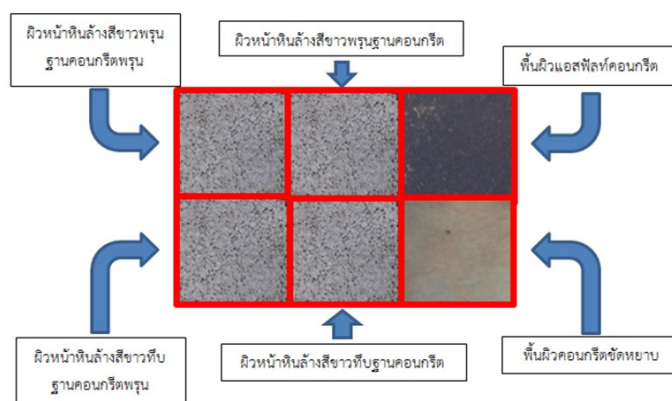 ผิวหน้าหินล้างสีขาวพรุน
ฐานคอนกรีตพรุน
ผิวหน้าหินล้างสีขาวพรุนฐานคอนกรีต
พื้นผิวแอสฟัลท์คอนกรีต
ผิวหน้าหินล้างสีขาวทึบ
ฐานคอนกรีตพรุน
ผิวหน้าหินล้างสีขาวทึบฐานคอนกรีต
พื้นผิวคอนกรีตขัดหยาบ